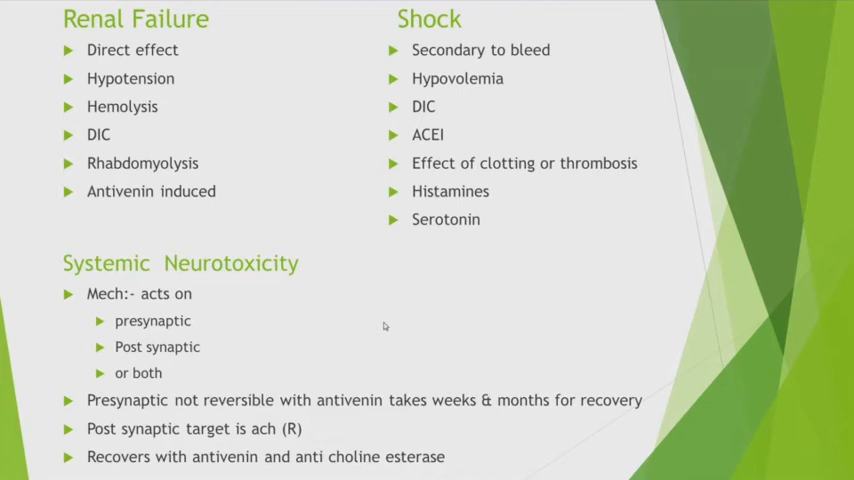 Renal Failure
Direct effect
Hypotension
Hemolysis
DIC
Rhabdomyolysis
Antivenin induced
Shock
Secondary to bleed
Hypovolemia
DIC
ACEI
Effect of clotting or thrombosis
Histamines
Serotonin
Systemic Neurotoxicity
Mech:- acts on
presynaptic
Post synaptic
or both
Presynaptic not reversible with antivenin takes weeks & months for recovery
Post synaptic target is ach (R)
Recovers with antivenin and anti choline esterase